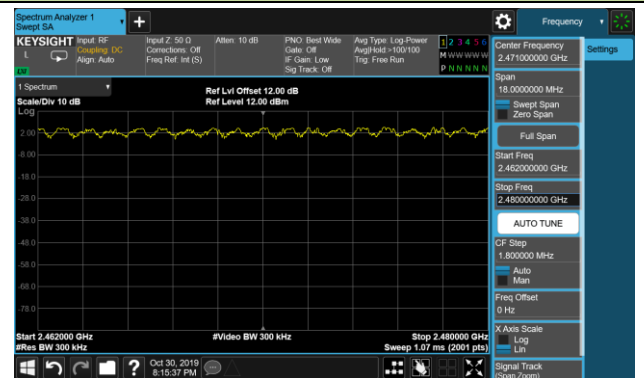 Spectrum Analyzer 1
Swept SA
+
Frequency
KEYSIGHT
L
Input: RF
Coupling: DC
Align: Auto
Input Z: 50 Ω
Corrections: Off
Freq Ref: Int (S)
Atten: 10 dB
PNO: Best Wide
Gate: Off
IF Gain: Low
Sig Track: Off
Avg Type: Log-Power
Avg|Hold:>100/100
Trig: Free Run
1 2 3 4 5 6
M W W W W W
P N N N N N
1 Spectrum
Scale/Div 10 dB
Log
Ref Lvl Offset 12.00 dB
Ref Level 12.00 dBm
2.00
-8.00
-18.0
-28.0
-38.0
-48.0
-58.0
-68.0
-78.0
Start 2.462000 GHz
#Res BW 300 kHz
#Video BW 300 kHz
Stop 2.480000 GHz
Sweep 1.07 ms (2001 pts)
Center Frequency
2.471000000 GHz
Settings
Span
18.0000000 MHz
Swept Span
Zero Span
Full Span
Start Freq
2.462000000 GHz
Stop Freq
2.480000000 GHz
AUTO TUNE
CF Step
1.800000 MHz
Auto
Man
Freq Offset
0 Hz
X Axis Scale
Log
Lin
Signal Track
(Span Zoom)
?
Oct 30, 2019
8:15:37 PM